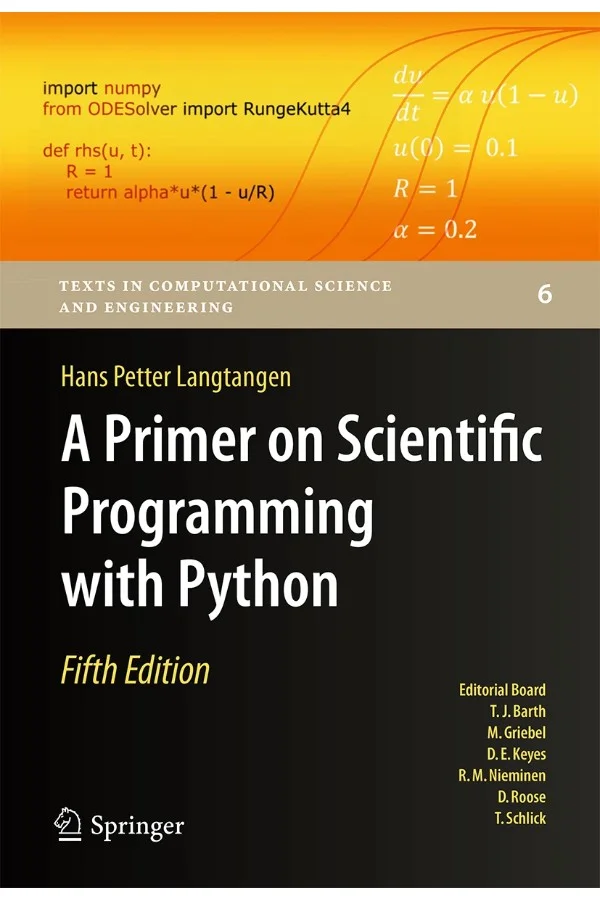 import numpy
from ODESolver import RungeKutta4
def rhs(u, t):
R = 1
return alpha*u*(1 - u/R)
du/dt = α u(1 − u)
u(0) = 0.1
R = 1
α = 0.2
TEXTS IN COMPUTATIONAL SCIENCE
AND ENGINEERING
6
Hans Petter Langtangen
A Primer on Scientific
Programming
with Python
Fifth Edition
Editorial Board
T. J. Barth
M. Griebel
D. E. Keyes
R. M. Nieminen
D. Roose
T. Schlick
Springer